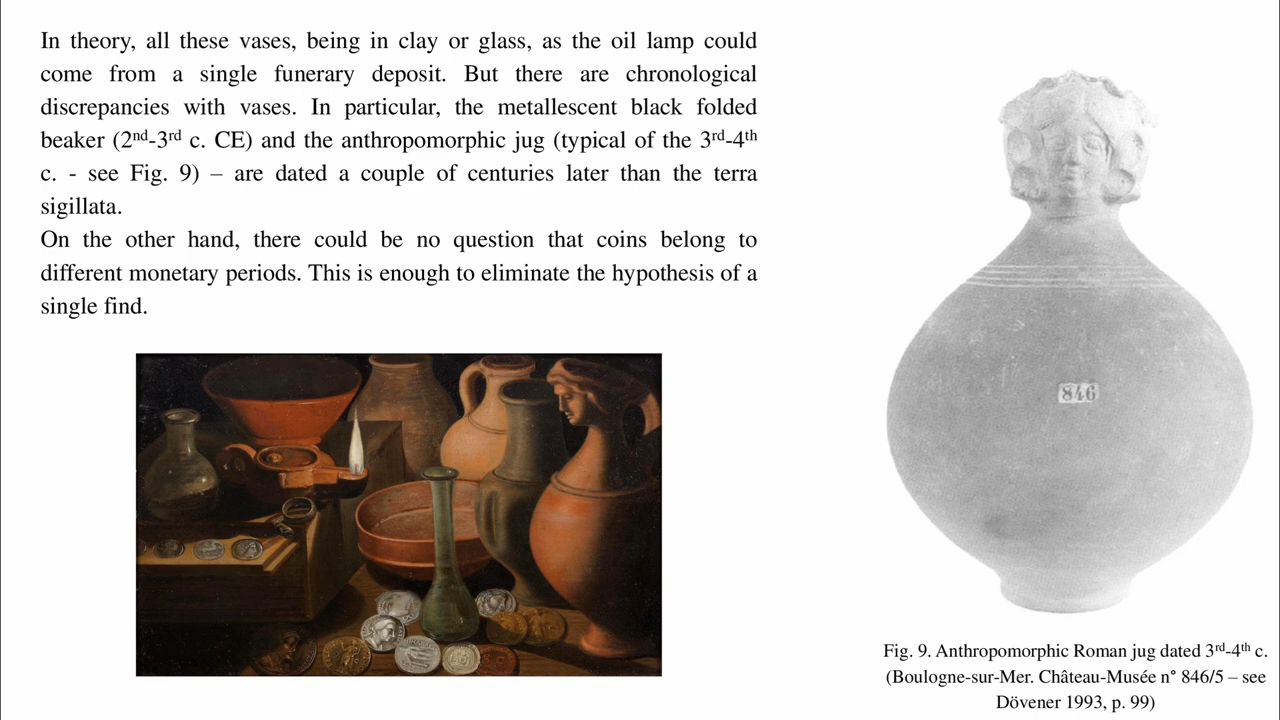 In theory, all these vases, being in clay or glass, as the oil lamp could
come from a single funerary deposit. But there are chronological
discrepancies with vases. In particular, the metallescent black folded
beaker (2nd-3rd c. CE) and the anthropomorphic jug (typical of the 3rd-4th
c. - see Fig. 9) – are dated a couple of centuries later than the terra
sigillata.
On the other hand, there could be no question that coins belong to
different monetary periods. This is enough to eliminate the hypothesis of a
single find.
846
Fig. 9. Anthropomorphic Roman jug dated 3rd-4th c.
(Boulogne-sur-Mer. Château-Musée n° 846/5 – see
Dövener 1993, p. 99)